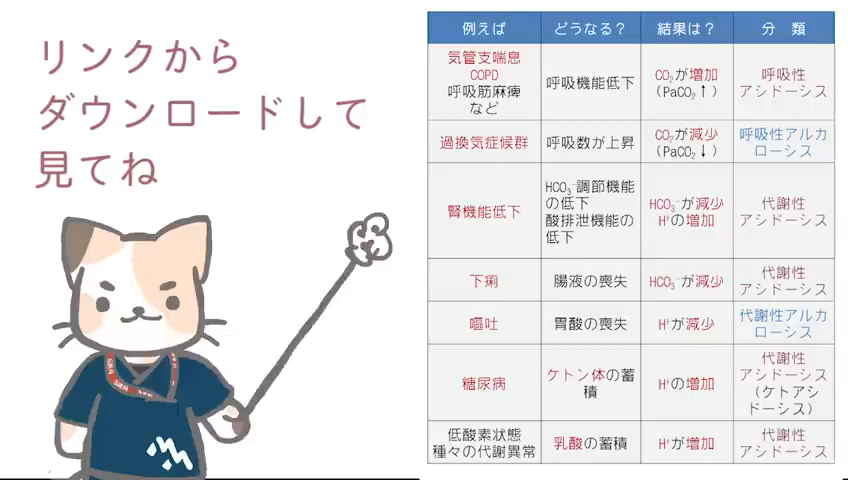 リンクから
ダウンロードして
見てね
例えば
どうなる？
結果は？
分　類
気管支喘息
COPD
呼吸筋麻痺
など
呼吸機能低下
CO₂が増加
（PaCO₂↑）
呼吸性
アシドーシス
過換気症候群
呼吸数が上昇
CO₂が減少
（PaCO₂↓）
呼吸性アルカ
ローシス
腎機能低下
HCO₃⁻調節機能
の低下
酸排泄機能の
低下
HCO₃⁻が減少
H⁺の増加
代謝性
アシドーシス
下痢
腸液の喪失
HCO₃⁻が減少
代謝性
アシドーシス
嘔吐
胃酸の喪失
H⁺が減少
代謝性アルカ
ローシス
糖尿病
ケトン体の蓄
積
H⁺の増加
代謝性
アシドーシス
（ケトアシ
ドーシス）
低酸素状態
種々の代謝異常
乳酸の蓄積
H⁺が増加
代謝性
アシドーシス